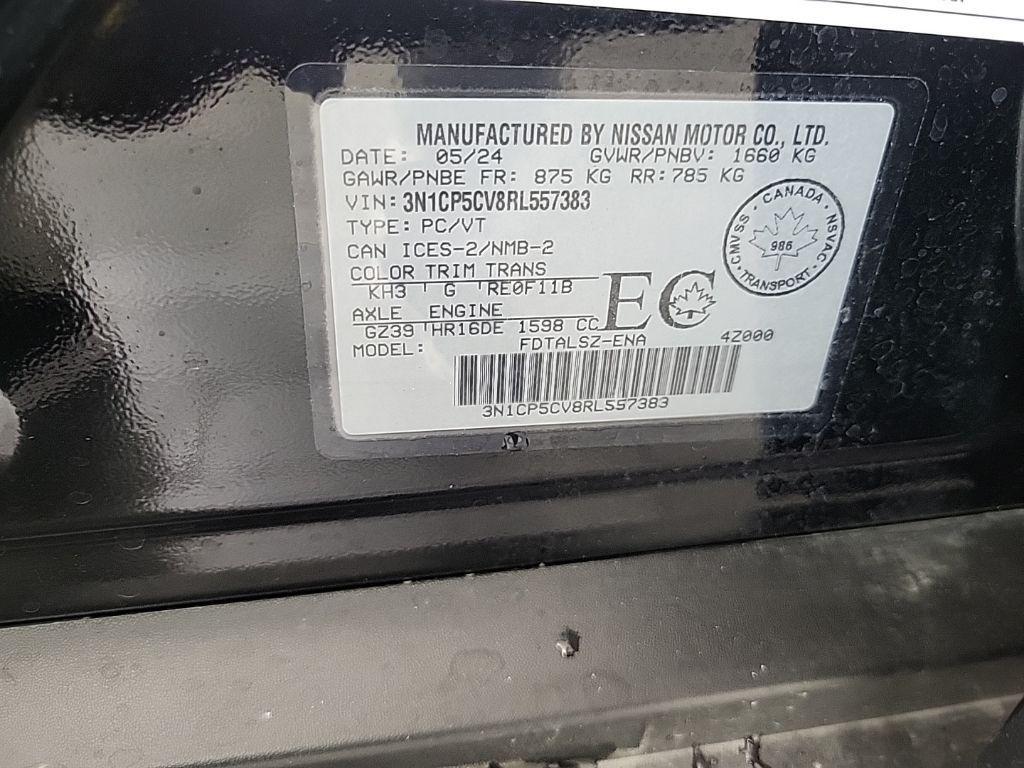 MANUFACTURED BY NISSAN MOTOR CO., LTD.
DATE: 05/24 GVWR/PNBV: 1660 KG
GAWR/PNBE FR: 875 KG RR: 785 KG
VIN: 3N1CP5CV8RL557383
TYPE: PC/VT
CAN ICES-2/NMB-2
COLOR TRIM TRANS
KH3 G RE0F11B
AXLE ENGINE
GZ39 HR16DE 1598 CC
MODEL: FDTALSZ-ENA 4Z000
3N1CP5CV8RL557383
EC
CANADA · NSVAC · TRANSPORT · CMVSS
986